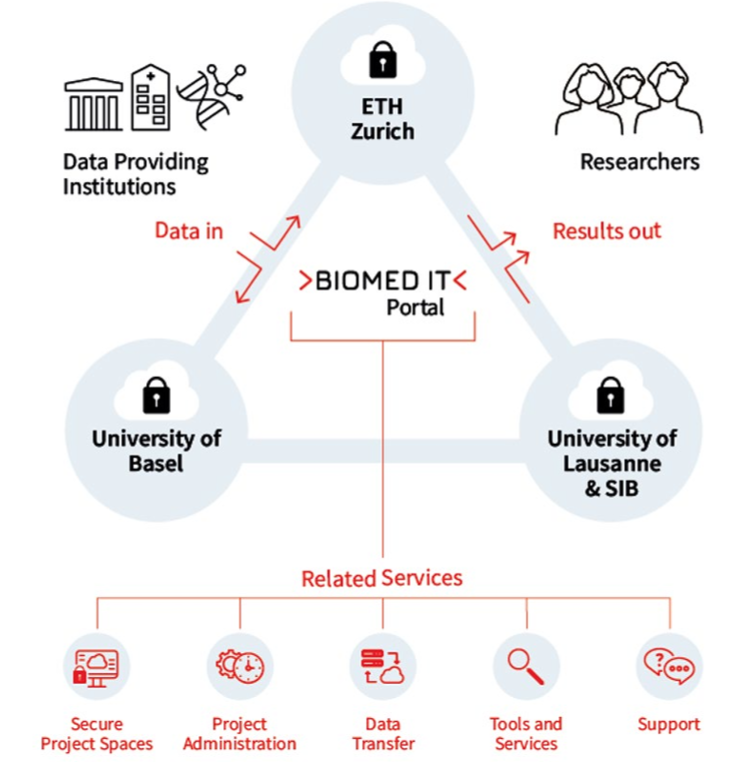 ETH
Zurich
Data Providing
Institutions
Researchers
Data in
Results out
>BIOMED IT<
Portal
University of
Basel
University of
Lausanne
& SIB
Related Services
Secure
Project Spaces
Project
Administration
Data
Transfer
Tools and
Services
Support